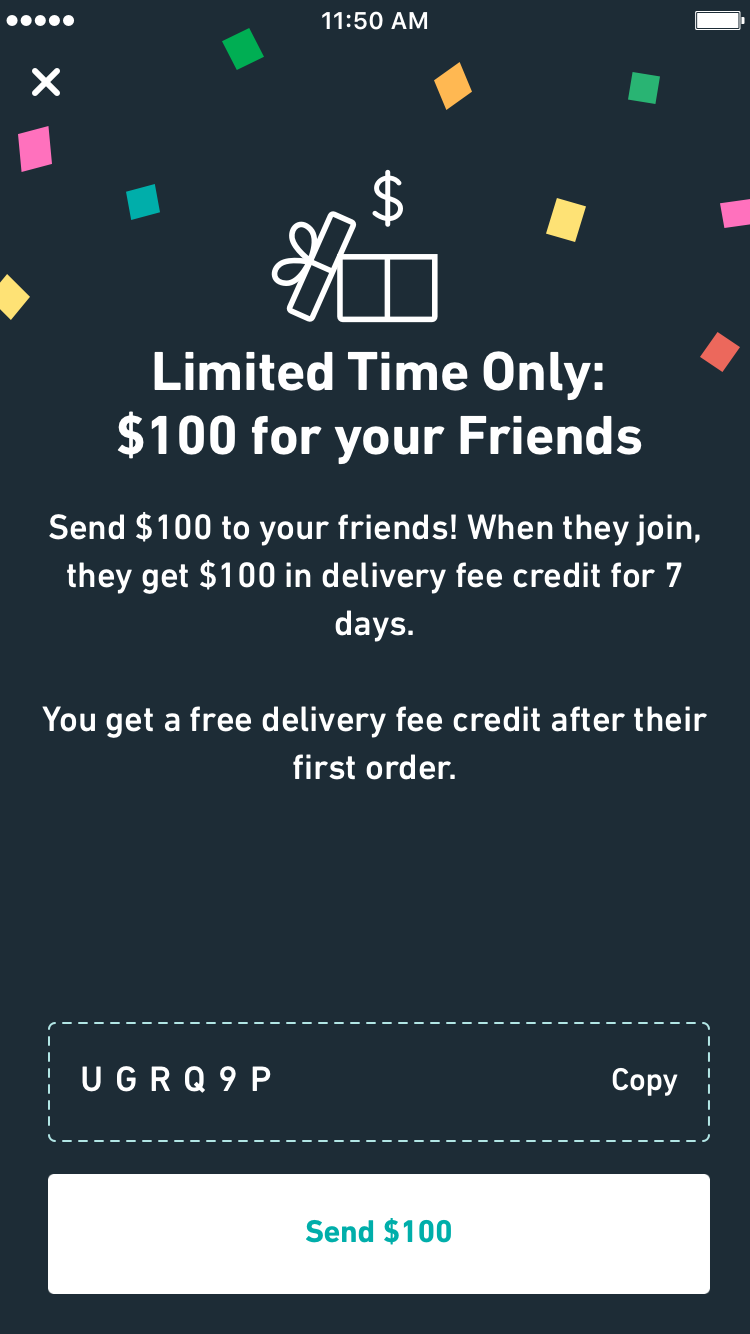 11:50 AM
$
Limited Time Only:
$100 for your Friends
Send $100 to your friends! When they join,
they get $100 in delivery fee credit for 7
days.
You get a free delivery fee credit after their
first order.
UGRQ9P Copy
Send $100